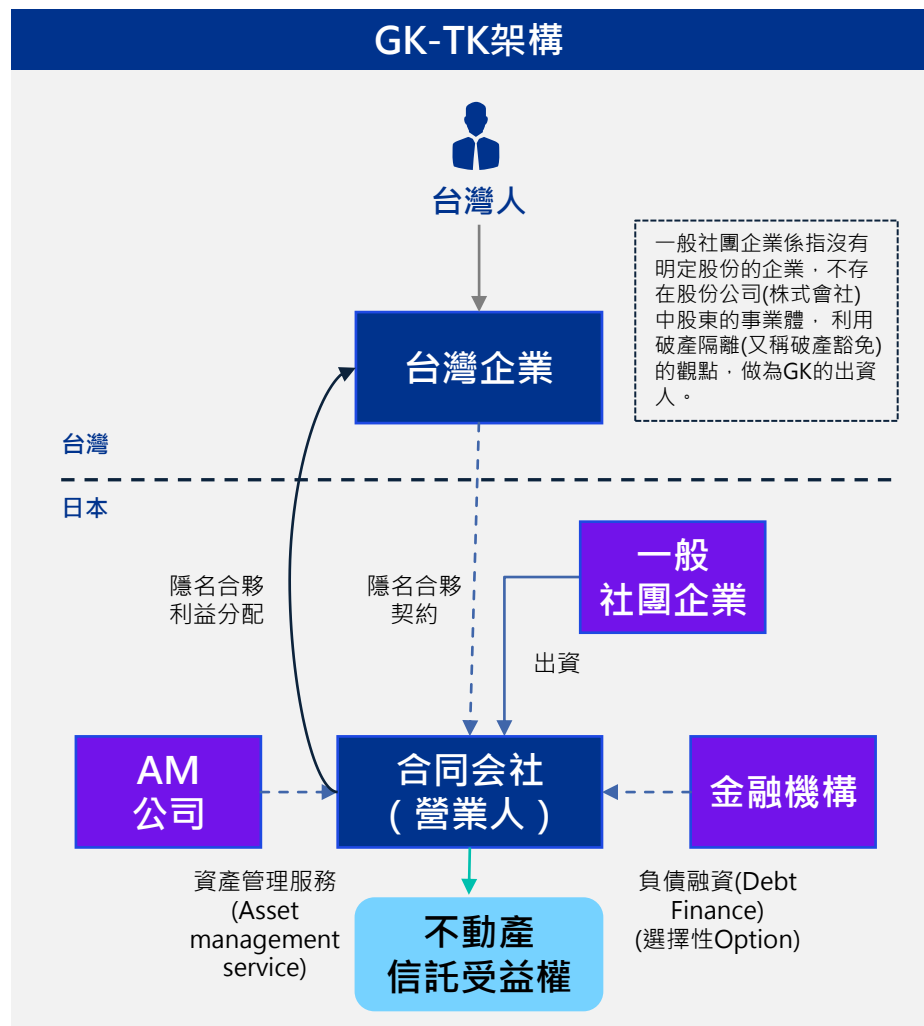 GK-TK架構
台灣人
一般社團企業係指沒有
明定股份的企業，不存
在股份公司(株式會社)
中股東的事業體， 利用
破產隔離(又稱破產豁免)
的觀點，做為GK的出資
人。
台灣企業
台灣
日本
一般
社團企業
隱名合夥
利益分配
隱名合夥
契約
出資
AM
公司
合同会社
（營業人）
金融機構
資產管理服務
(Asset
management
service)
負債融資(Debt
Finance)
(選擇性Option)
不動產
信託受益權